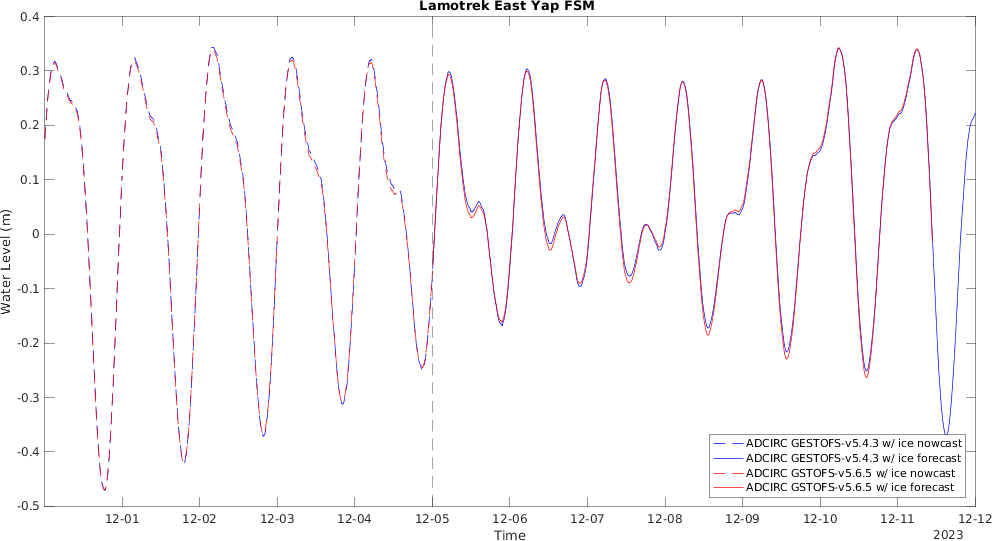 Lamotrek East Yap FSM
0.4
0.3
0.2
0.1
0
-0.1
-0.2
-0.3
-0.4
-0.5
Water Level (m)
ADCIRC GESTOFS-v5.4.3 w/ ice nowcast
ADCIRC GESTOFS-v5.4.3 w/ ice forecast
ADCIRC GSTOFS-v5.6.5 w/ ice nowcast
ADCIRC GSTOFS-v5.6.5 w/ ice forecast
12-01 12-02 12-03 12-04 12-05 12-06 12-07 12-08 12-09 12-10 12-11 12-12
Time
2023